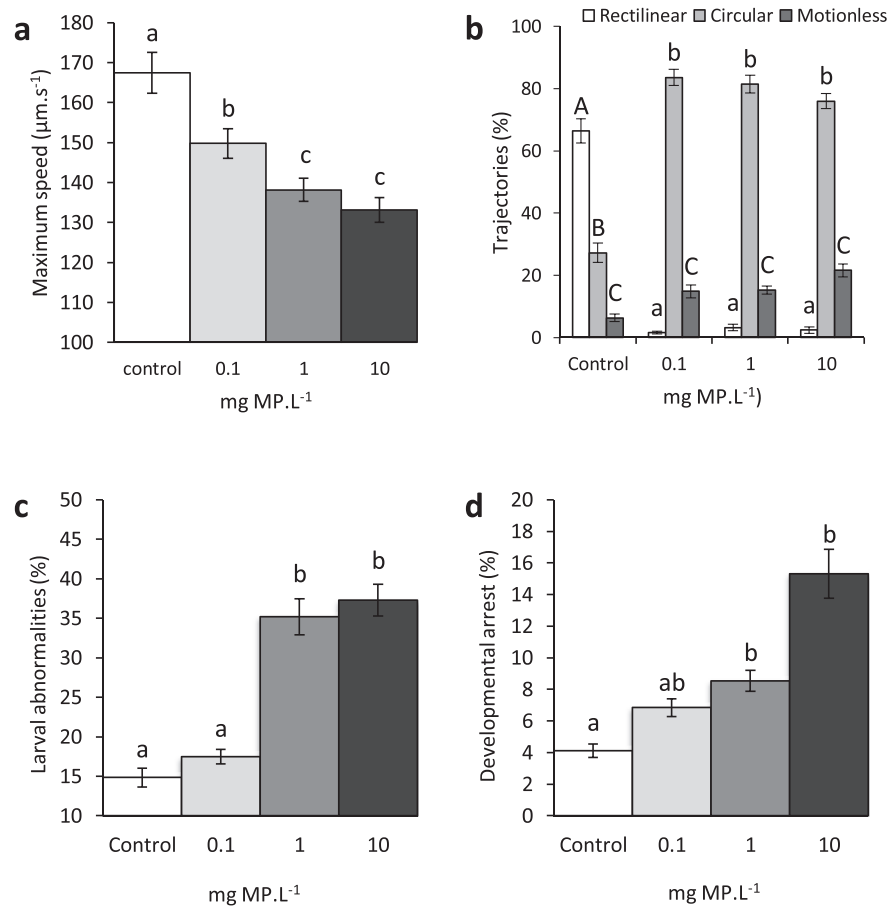 a
Maximum speed (µm.s-1)
180
170
160
150
140
130
120
110
100
a
b
c
c
control 0.1 1 10
mg MP.L-1
b
Rectilinear Circular Motionless
Trajectories (%)
100
80
60
40
20
0
A
B
C
a
b
C
a
b
C
a
b
C
Control 0.1 1 10
mg MP.L-1)
c
Larval abnormalities (%)
50
45
40
35
30
25
20
15
10
a
a
b
b
Control 0.1 1 10
mg MP.L-1
d
Developmental arrest (%)
20
18
16
14
12
10
8
6
4
2
0
a
ab
b
b
Control 0.1 1 10
mg MP.L-1